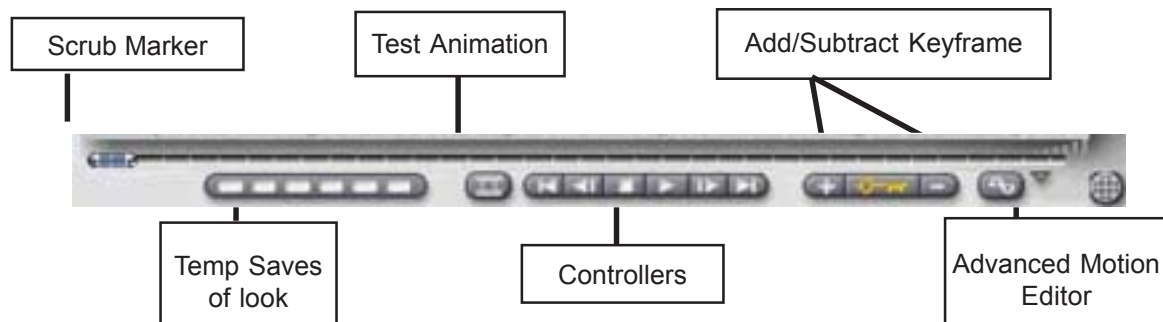 Scrub Marker
Test Animation
Add/Subtract Keyframe
Temp Saves
of look
Controllers
Advanced Motion
Editor